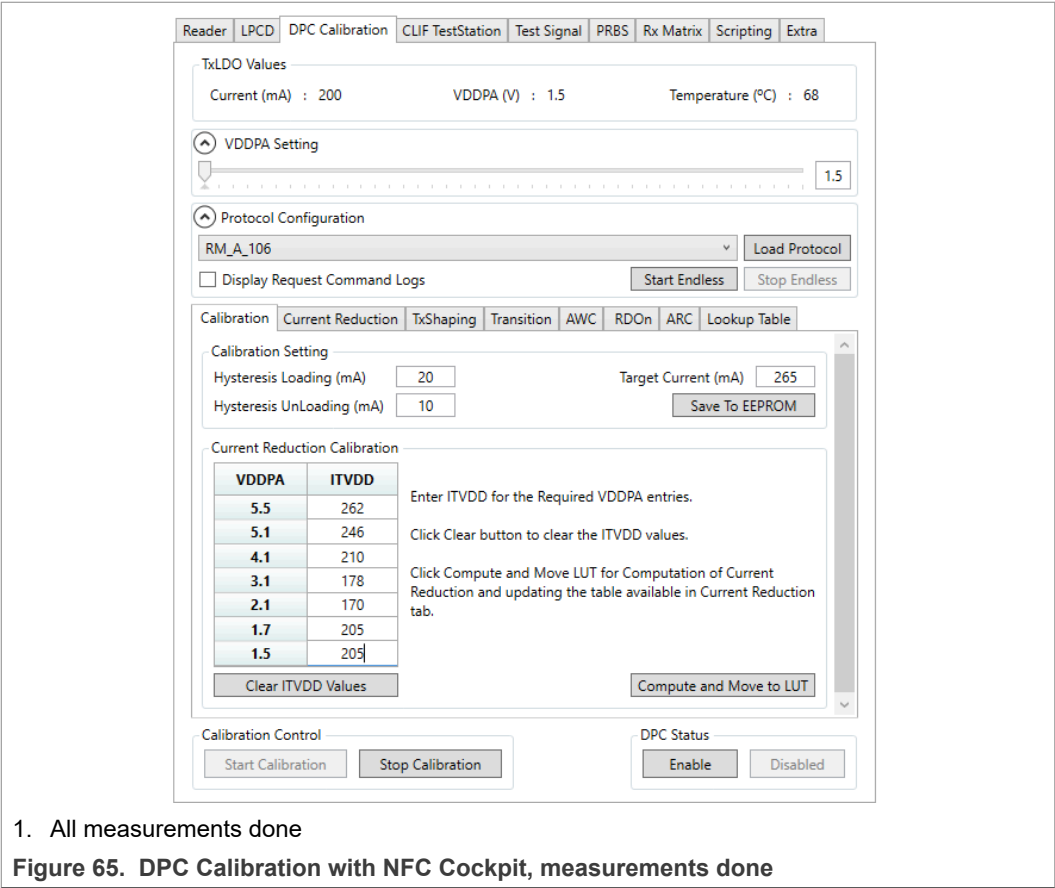 Reader LPCD DPC Calibration CLIF TestStation Test Signal PRBS Rx Matrix Scripting Extra
TxLDO Values
Current (mA) : 200 VDDPA (V) : 1.5 Temperature (ºC) : 68
VDDPA Setting
1.5
Protocol Configuration
RM_A_106 Load Protocol
Display Request Command Logs Start Endless Stop Endless
Calibration Current Reduction TxShaping Transition AWC RDOn ARC Lookup Table
Calibration Setting
Hysteresis Loading (mA) 20 Target Current (mA) 265
Hysteresis UnLoading (mA) 10 Save To EEPROM
Current Reduction Calibration
VDDPA ITVDD
5.5 262
5.1 246
4.1 210
3.1 178
2.1 170
1.7 205
1.5 205
Enter ITVDD for the Required VDDPA entries.
Click Clear button to clear the ITVDD values.
Click Compute and Move LUT for Computation of Current
Reduction and updating the table available in Current Reduction
tab.
Clear ITVDD Values Compute and Move to LUT
Calibration Control DPC Status
Start Calibration Stop Calibration Enable Disabled
1. All measurements done
Figure 65. DPC Calibration with NFC Cockpit, measurements done